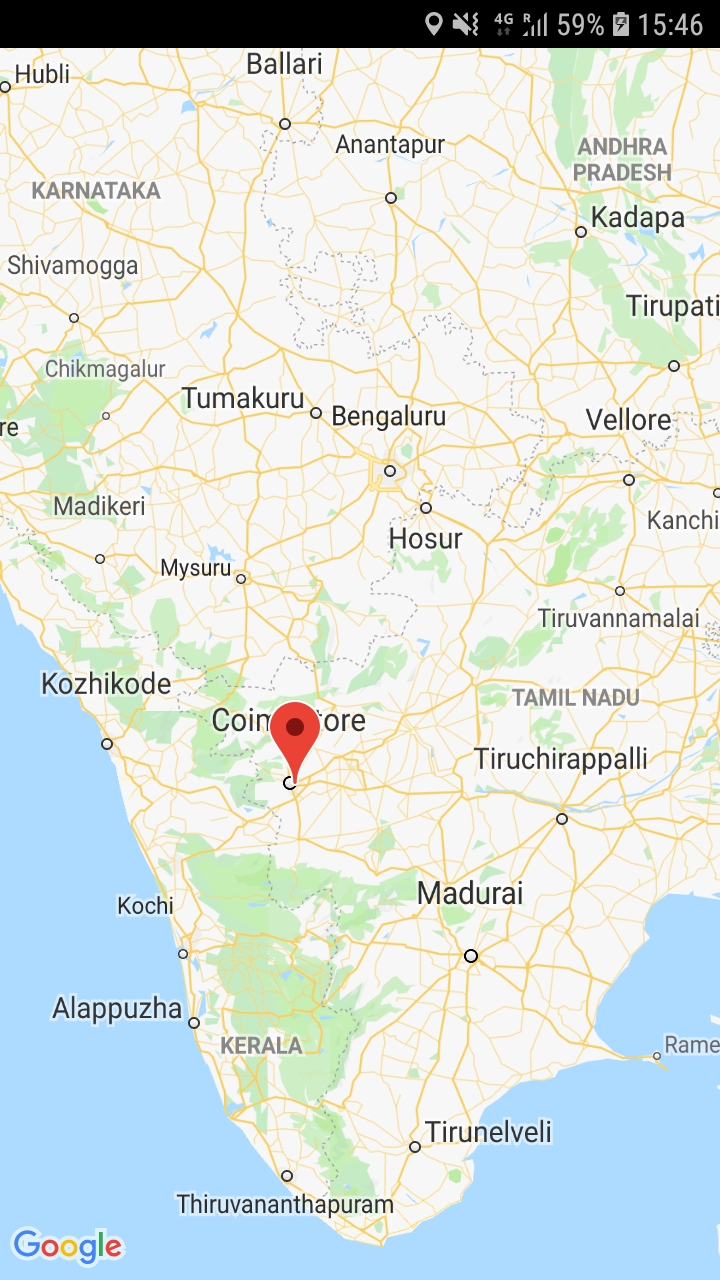 4G R 59% 15:46
Ballari
Hubli
Anantapur
ANDHRA
PRADESH
KARNATAKA
Kadapa
Shivamogga
Tirupati
Chikmagalur
Tumakuru
Bengaluru
Vellore
re
Madikeri
Kanchi
Hosur
Mysuru
Tiruvannamalai
Kozhikode
TAMIL NADU
Coim tore
Tiruchirappalli
Madurai
Kochi
Alappuzha
KERALA
Rame
Tirunelveli
Thiruvananthapuram
Google